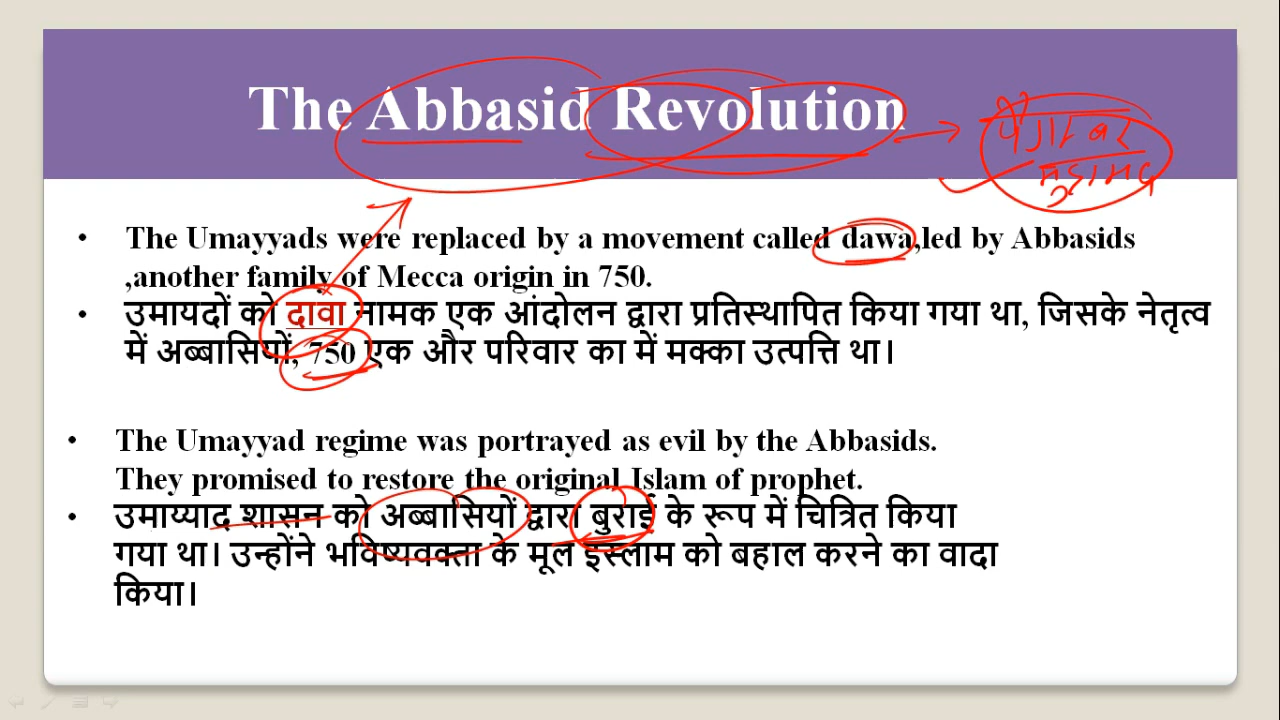 The Abbasid Revolution
पैगम्बर
मुहम्मद
• The Umayyads were replaced by a movement called dawa,led by Abbasids
,another family of Mecca origin in 750.
• उमायदों को दावा नामक एक आंदोलन द्वारा प्रतिस्थापित किया गया था, जिसके नेतृत्व
में अब्बासियों, 750 एक और परिवार का में मक्का उत्पत्ति था।
• The Umayyad regime was portrayed as evil by the Abbasids.
They promised to restore the original Islam of prophet.
• उमाय्याद शासन को अब्बासियों द्वारा बुराई के रूप में चित्रित किया
गया था। उन्होंने भविष्यवक्ता के मूल इस्लाम को बहाल करने का वादा
किया।